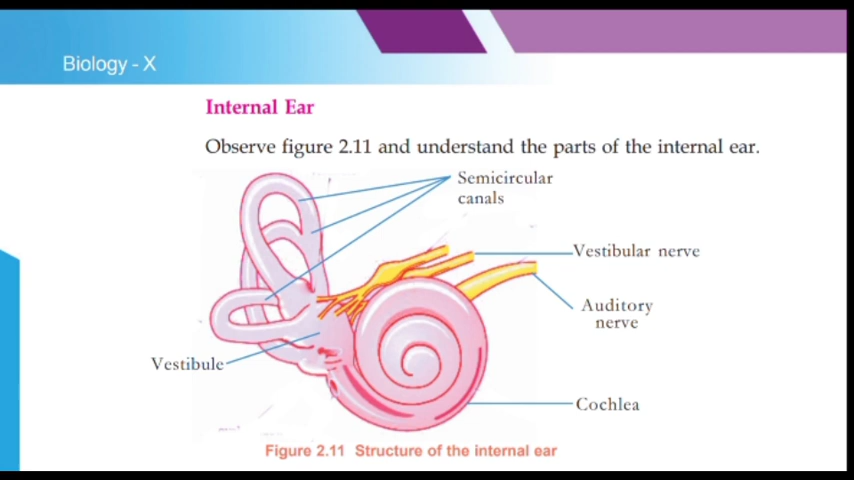 Biology - X
Internal Ear
Observe figure 2.11 and understand the parts of the internal ear.
Semicircular
canals
Vestibular nerve
Auditory
nerve
Vestibule
Cochlea
Figure 2.11 Structure of the internal ear